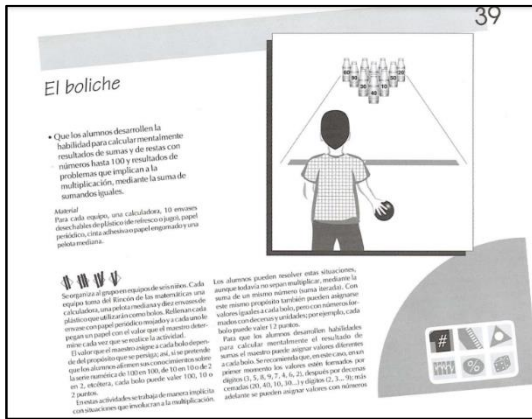 39
El boliche
• Que los alumnos desarrollen la
habilidad para calcular mentalmente
resultados de sumas y de restas con
números hasta 100 y resultados de
problemas que implican a la
multiplicación, mediante la suma de
sumandos iguales.
Material
Para cada equipo, una calculadora, 10 envases
desechables de plástico (de refresco o jugo), papel
periódico, cinta adhesiva o papel engomado y una
pelota mediana.
Se organiza al grupo en equipos de seis niños. Cada
equipo toma del Rincón de las matemáticas una
calculadora, una pelota mediana y diez envases de
plástico que utilizarán como bolos. Rellenan cada
envase con papel periódico mojado y a cada uno le
pegan un papel con el valor que el maestro deter-
mine cada vez que se realice la actividad.
El valor que el maestro asigne a cada bolo depen-
de del propósito que se persiga; así, si se pretende
que los alumnos afirmen sus conocimientos sobre
la serie numérica de 100 en 100, de 10 en 10 o de 2
en 2, etcétera, cada bolo puede valer 100, 10 o
2 puntos.
En estas actividades se trabaja de manera implícita
con situaciones que involucran a la multiplicación.
Los alumnos pueden resolver estas situaciones,
aunque todavía no sepan multiplicar, mediante la
suma de un mismo número (suma iterada). Con
este mismo propósito también pueden asignarse
valores iguales a cada bolo, pero con números for-
mados con decenas y unidades; por ejemplo, cada
bolo puede valer 12 puntos.
Para que los alumnos desarrollen habilidades
para calcular mentalmente el resultado de
sumas el maestro puede asignar valores diferentes
a cada bolo. Se recomienda que, en este caso, en un
primer momento los valores estén formados por
dígitos (3, 5, 8, 9, 7, 4, 6, 2), después por decenas
cerradas (20, 40, 10, 30...) y dígitos (2, 3... 9); más
adelante se pueden asignar valores con números
60
20
30
10
40
#
%